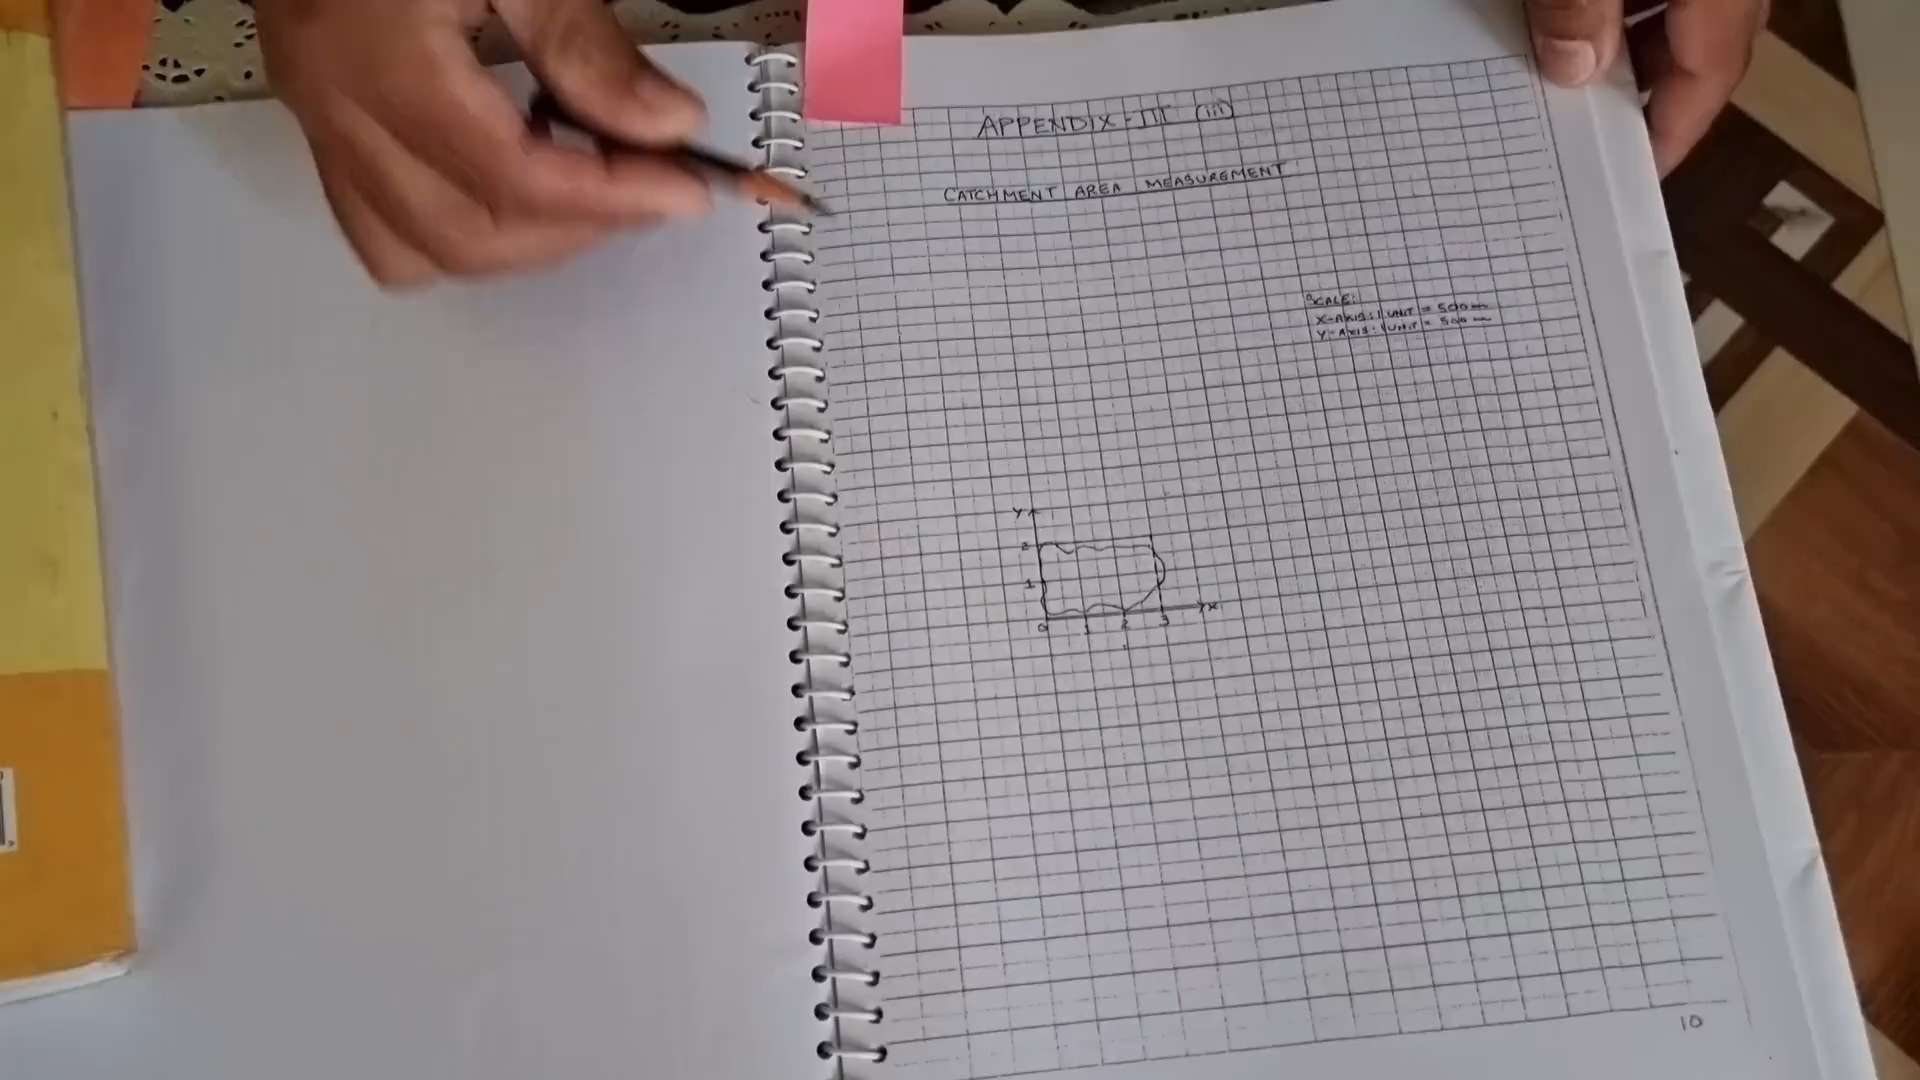 APPENDIX-III (iii)
CATCHMENT AREA MEASUREMENT
SCALE:
X-AXIS: 1 UNIT = 500 m
Y-AXIS: 1 UNIT = 500 m
Y
2
1
0 1 2 3 X
10